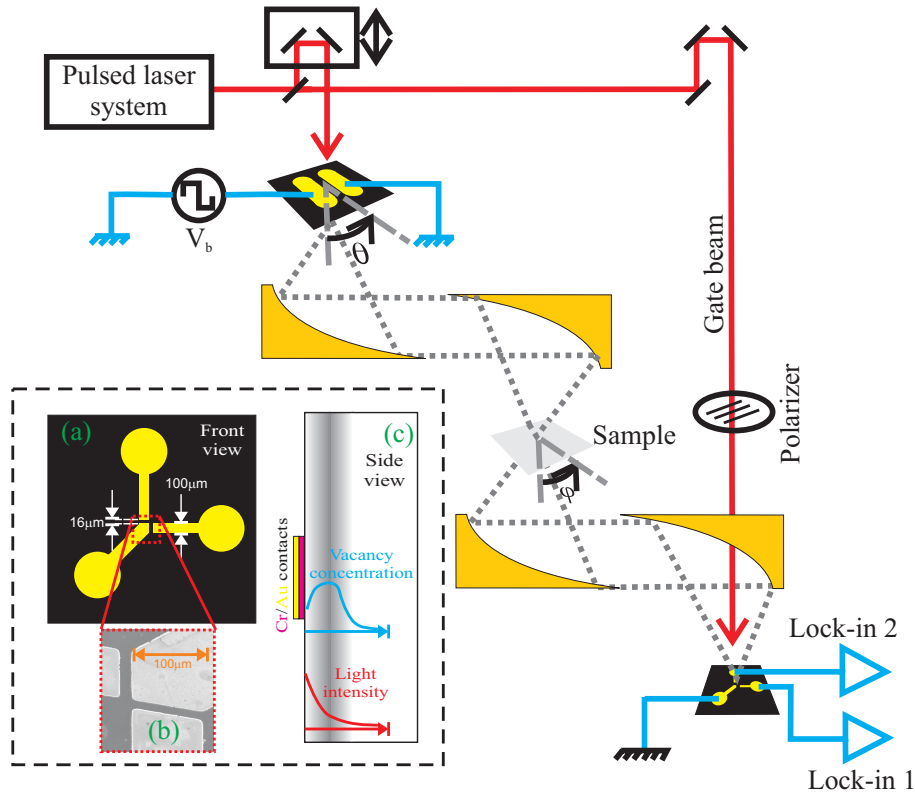 Pulsed laser
system
V_b
θ
Gate beam
Polarizer
Sample
φ
(a)
Front
view
100μm
16μm
100μm
(b)
(c)
Side
view
Cr/Au contacts
Vacancy
concentration
Light
intensity
Lock-in 2
Lock-in 1